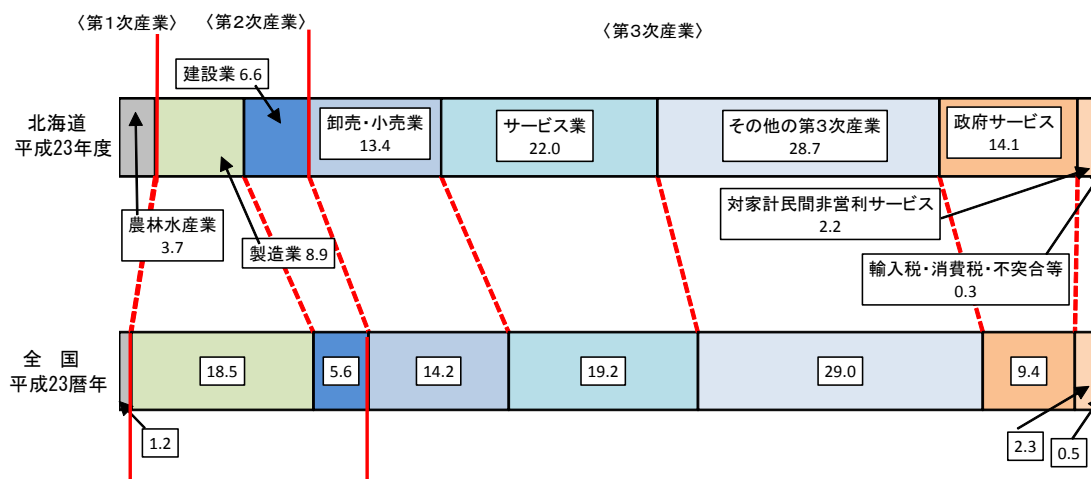 〈第1次産業〉
〈第2次産業〉
〈第3次産業〉
建設業 6.6
北海道
平成23年度
卸売・小売業
13.4
サービス業
22.0
その他の第3次産業
28.7
政府サービス
14.1
農林水産業
3.7
製造業 8.9
対家計民間非営利サービス
2.2
輸入税・消費税・不突合等
0.3
全　国
平成23暦年
18.5
5.6
14.2
19.2
29.0
9.4
1.2
2.3
0.5